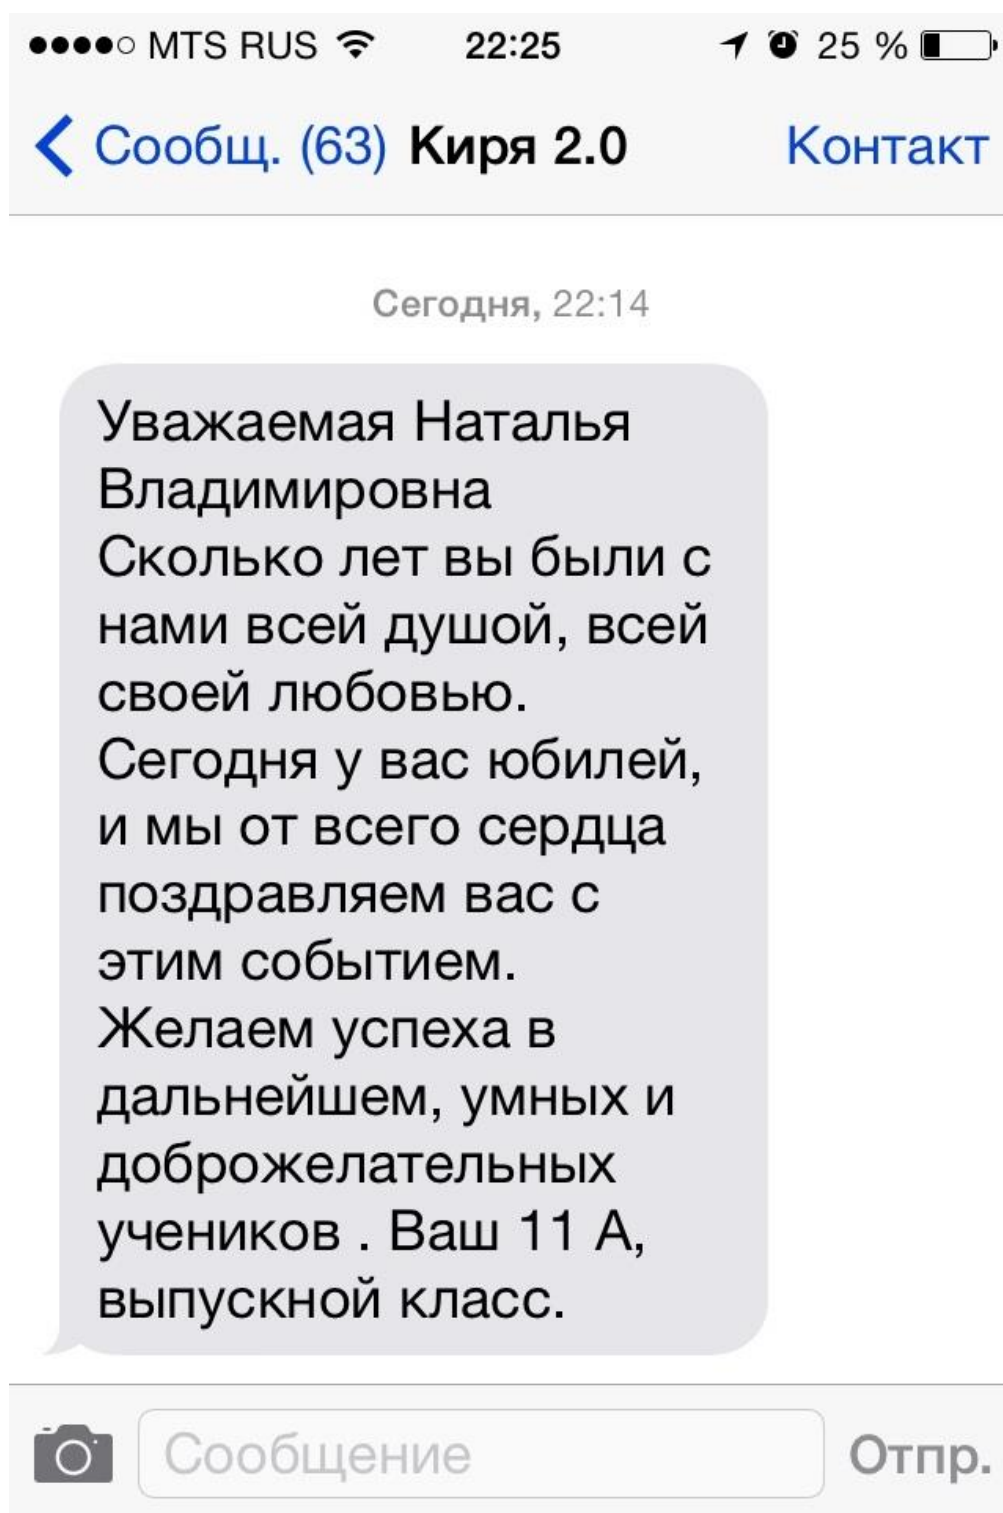 MTS RUS 22:25 25 %
Сообщ. (63) Киря 2.0 Контакт
Сегодня, 22:14
Уважаемая Наталья
Владимировна
Сколько лет вы были с
нами всей душой, всей
своей любовью.
Сегодня у вас юбилей,
и мы от всего сердца
поздравляем вас с
этим событием.
Желаем успеха в
дальнейшем, умных и
доброжелательных
учеников . Ваш 11 А,
выпускной класс.
Сообщение Отпр.